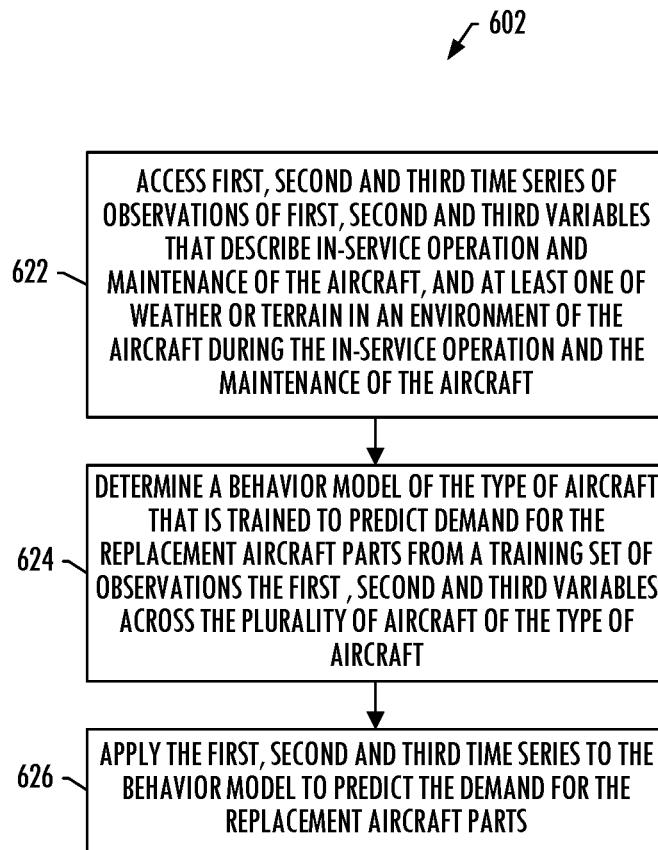 602
ACCESS FIRST, SECOND AND THIRD TIME SERIES OF
OBSERVATIONS OF FIRST, SECOND AND THIRD VARIABLES
THAT DESCRIBE IN-SERVICE OPERATION AND
MAINTENANCE OF THE AIRCRAFT, AND AT LEAST ONE OF
WEATHER OR TERRAIN IN AN ENVIRONMENT OF THE
AIRCRAFT DURING THE IN-SERVICE OPERATION AND THE
MAINTENANCE OF THE AIRCRAFT
622
DETERMINE A BEHAVIOR MODEL OF THE TYPE OF AIRCRAFT
THAT IS TRAINED TO PREDICT DEMAND FOR THE
REPLACEMENT AIRCRAFT PARTS FROM A TRAINING SET OF
OBSERVATIONS THE FIRST , SECOND AND THIRD VARIABLES
ACROSS THE PLURALITY OF AIRCRAFT OF THE TYPE OF
AIRCRAFT
624
APPLY THE FIRST, SECOND AND THIRD TIME SERIES TO THE
BEHAVIOR MODEL TO PREDICT THE DEMAND FOR THE
REPLACEMENT AIRCRAFT PARTS
626